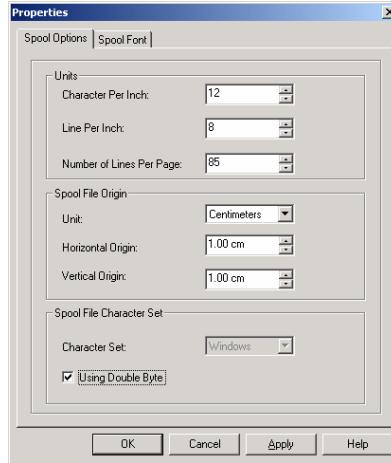 Properties
Spool Options Spool Font
Units
Character Per Inch: 12
Line Per Inch: 8
Number of Lines Per Page: 85
Spool File Origin
Unit: Centimeters
Horizontal Origin: 1.00 cm
Vertical Origin: 1.00 cm
Spool File Character Set
Character Set: Windows
Using Double Byte
OK Cancel Apply Help